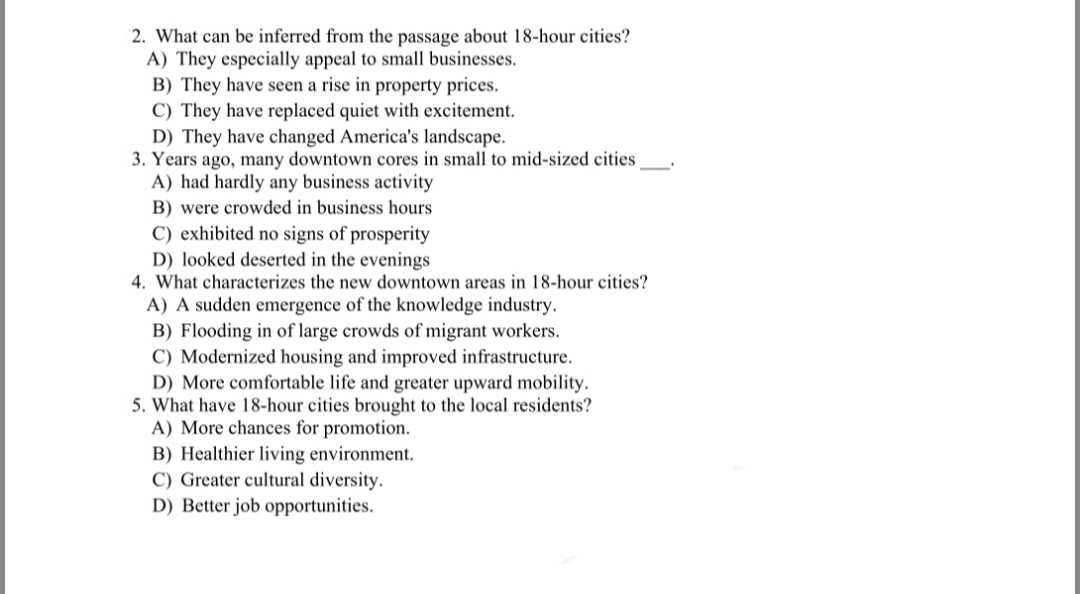 2. What can be inferred from the passage about 18-hour cities?
A) They especially appeal to small businesses.
B) They have seen a rise in property prices.
C) They have replaced quiet with excitement.
D) They have changed America's landscape.
3. Years ago, many downtown cores in small to mid-sized cities ___.
A) had hardly any business activity
B) were crowded in business hours
C) exhibited no signs of prosperity
D) looked deserted in the evenings
4. What characterizes the new downtown areas in 18-hour cities?
A) A sudden emergence of the knowledge industry.
B) Flooding in of large crowds of migrant workers.
C) Modernized housing and improved infrastructure.
D) More comfortable life and greater upward mobility.
5. What have 18-hour cities brought to the local residents?
A) More chances for promotion.
B) Healthier living environment.
C) Greater cultural diversity.
D) Better job opportunities.